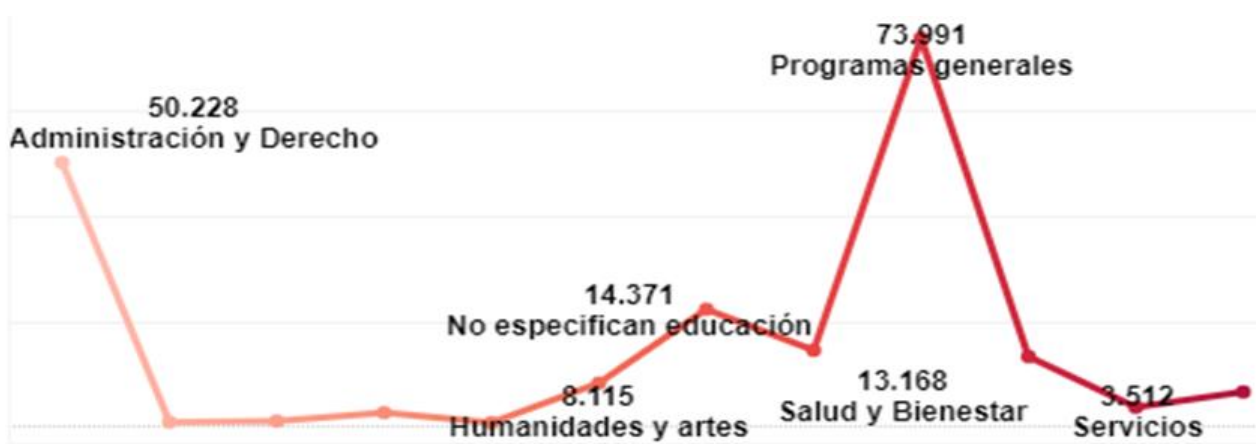 73.991
Programas generales
50.228
Administración y Derecho
14.371
No especifican educación
8.115
Humanidades y artes
13.168
Salud y Bienestar
3.512
Servicios